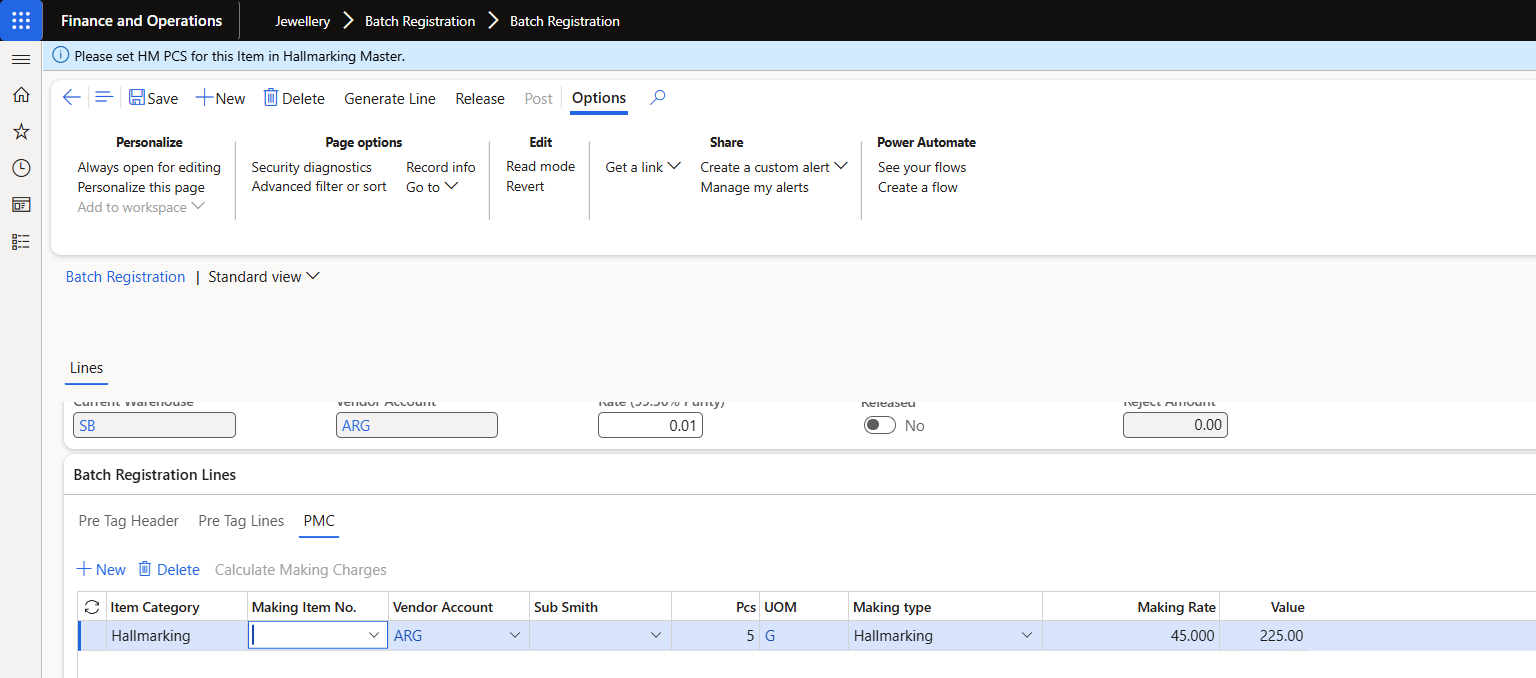 Finance and Operations Jewellery Batch Registration Batch Registration
Please set HM PCS for this Item in Hallmarking Master.
Save New Delete Generate Line Release Post Options
Personalize Page options Edit Share Power Automate
Always open for editing Security diagnostics Record info Read mode Get a link Create a custom alert See your flows
Personalize this page Advanced filter or sort Go to Revert Manage my alerts Create a flow
Add to workspace
Batch Registration | Standard view
Lines
Current Warehouse Vendor Account Rate (99.50% Purity) Released Reject Amount
SB ARG 0.01 No 0.00
Batch Registration Lines
Pre Tag Header Pre Tag Lines PMC
New Delete Calculate Making Charges
Item Category Making Item No. Vendor Account Sub Smith Pcs UOM Making type Making Rate Value
Hallmarking ARG 5 G Hallmarking 45.000 225.00